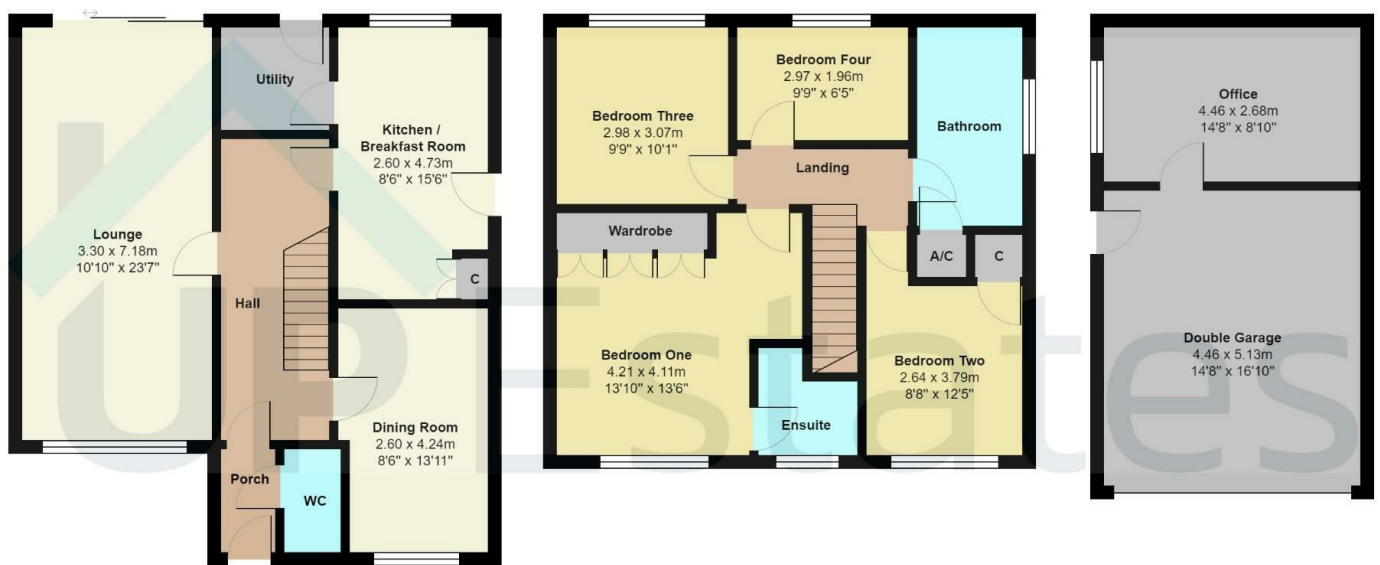 Lounge
3.30 x 7.18m
10'10" x 23'7"
Utility
Kitchen /
Breakfast Room
2.60 x 4.73m
8'6" x 15'6"
Hall
C
Dining Room
2.60 x 4.24m
8'6" x 13'11"
Porch
WC
Bedroom Three
2.98 x 3.07m
9'9" x 10'1"
Bedroom Four
2.97 x 1.96m
9'9" x 6'5"
Bathroom
Landing
Wardrobe
A/C
C
Bedroom One
4.21 x 4.11m
13'10" x 13'6"
Bedroom Two
2.64 x 3.79m
8'8" x 12'5"
Ensuite
Office
4.46 x 2.68m
14'8" x 8'10"
Double Garage
4.46 x 5.13m
14'8" x 16'10"
UP Estates